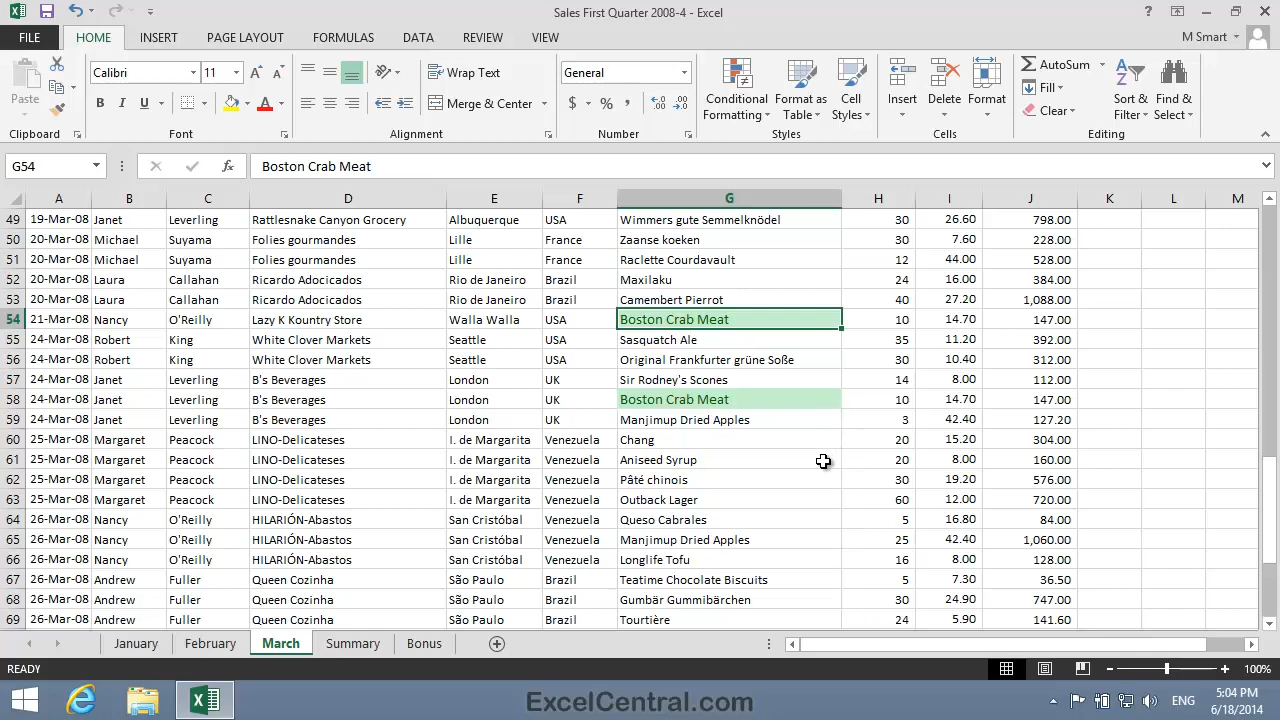 Sales First Quarter 2008-4 - Excel
FILE HOME INSERT PAGE LAYOUT FORMULAS DATA REVIEW VIEW M Smart
Paste Calibri 11 Wrap Text General Conditional Formatting Format as Table Cell Styles Insert Delete Format AutoSum Fill Clear Sort & Filter Find & Select
B I U A Merge & Center $ % ,
Clipboard Font Alignment Number Styles Cells Editing
G54 fx Boston Crab Meat
A B C D E F G H I J K L M
49 19-Mar-08 Janet Leverling Rattlesnake Canyon Grocery Albuquerque USA Wimmers gute Semmelknödel 30 26.60 798.00
50 20-Mar-08 Michael Suyama Folies gourmandes Lille France Zaanse koeken 30 7.60 228.00
51 20-Mar-08 Michael Suyama Folies gourmandes Lille France Raclette Courdavault 12 44.00 528.00
52 20-Mar-08 Laura Callahan Ricardo Adocicados Rio de Janeiro Brazil Maxilaku 24 16.00 384.00
53 20-Mar-08 Laura Callahan Ricardo Adocicados Rio de Janeiro Brazil Camembert Pierrot 40 27.20 1,088.00
54 21-Mar-08 Nancy O'Reilly Lazy K Kountry Store Walla Walla USA Boston Crab Meat 10 14.70 147.00
55 24-Mar-08 Robert King White Clover Markets Seattle USA Sasquatch Ale 35 11.20 392.00
56 24-Mar-08 Robert King White Clover Markets Seattle USA Original Frankfurter grüne Soße 30 10.40 312.00
57 24-Mar-08 Janet Leverling B's Beverages London UK Sir Rodney's Scones 14 8.00 112.00
58 24-Mar-08 Janet Leverling B's Beverages London UK Boston Crab Meat 10 14.70 147.00
59 24-Mar-08 Janet Leverling B's Beverages London UK Manjimup Dried Apples 3 42.40 127.20
60 25-Mar-08 Margaret Peacock LINO-Delicateses I. de Margarita Venezuela Chang 20 15.20 304.00
61 25-Mar-08 Margaret Peacock LINO-Delicateses I. de Margarita Venezuela Aniseed Syrup 20 8.00 160.00
62 25-Mar-08 Margaret Peacock LINO-Delicateses I. de Margarita Venezuela Pâté chinois 30 19.20 576.00
63 25-Mar-08 Margaret Peacock LINO-Delicateses I. de Margarita Venezuela Outback Lager 60 12.00 720.00
64 26-Mar-08 Nancy O'Reilly HILARIÓN-Abastos San Cristóbal Venezuela Queso Cabrales 5 16.80 84.00
65 26-Mar-08 Nancy O'Reilly HILARIÓN-Abastos San Cristóbal Venezuela Manjimup Dried Apples 25 42.40 1,060.00
66 26-Mar-08 Nancy O'Reilly HILARIÓN-Abastos San Cristóbal Venezuela Longlife Tofu 16 8.00 128.00
67 26-Mar-08 Andrew Fuller Queen Cozinha São Paulo Brazil Teatime Chocolate Biscuits 5 7.30 36.50
68 26-Mar-08 Andrew Fuller Queen Cozinha São Paulo Brazil Gumbär Gummibärchen 30 24.90 747.00
69 26-Mar-08 Andrew Fuller Queen Cozinha São Paulo Brazil Tourtière 24 5.90 141.60
January February March Summary Bonus
READY 100%
ExcelCentral.com ENG 5:04 PM
6/18/2014